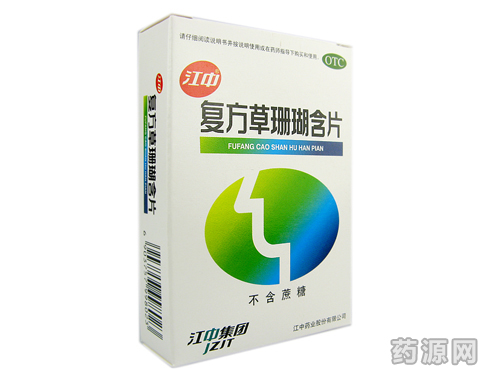 请仔细阅读说明书并按说明使用或在药师指导下购买和使用
OTC
江中
复方草珊瑚含片
FUFANG CAO SHAN HU HAN PIAN
复方草珊瑚含片
不含蔗糖
江中集团
JZJT
江中药业股份有限公司
药源网